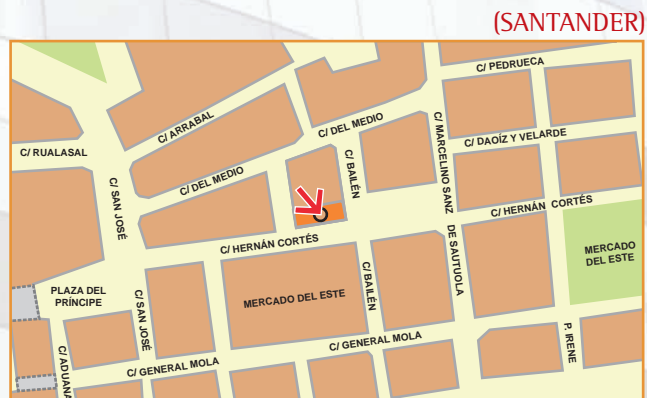 (SANTANDER)
C/ PEDRUECA
C/ ARRABAL
C/ DEL MEDIO
C/ MARCELINO SANZ
DE SAUTUOLA
C/ DAOÍZ Y VELARDE
C/ RUALASAL
C/ DEL MEDIO
C/ BAILÉN
C/ SAN JOSÉ
C/ HERNÁN CORTÉS
C/ HERNÁN CORTÉS
MERCADO
DEL ESTE
PLAZA DEL
PRÍNCIPE
C/ SAN JOSÉ
MERCADO DEL ESTE
C/ BAILÉN
P. IRENE
C/ GENERAL MOLA
C/ GENERAL MOLA
C/ ADUANA